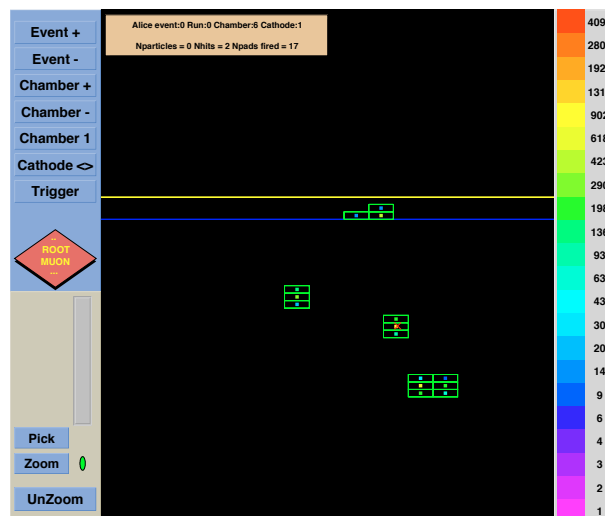 Event +
Event -
Chamber +
Chamber -
Chamber 1
Cathode <>
Trigger
..
ROOT
MUON
...
Pick
Zoom
UnZoom
Alice event:0 Run:0 Chamber:6 Cathode:1
Nparticles = 0 Nhits = 2 Npads fired = 17
409
280
192
131
902
618
423
290
198
136
93
63
43
30
20
14
9
6
4
3
2
1